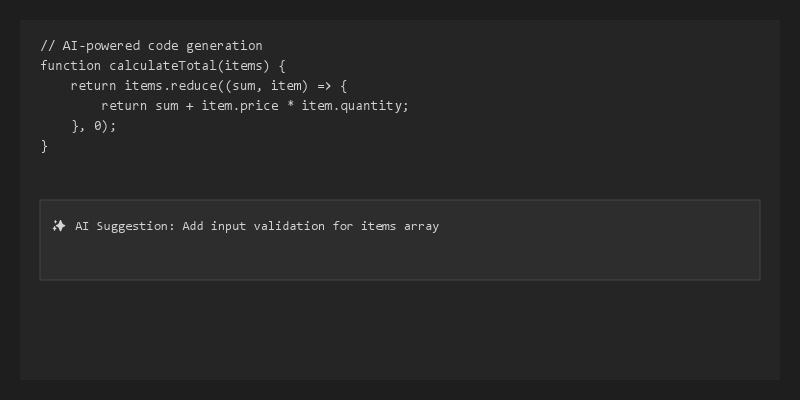 // AI-powered code generation
function calculateTotal(items) {
    return items.reduce((sum, item) => {
        return sum + item.price * item.quantity;
    }, 0);
}
✨ AI Suggestion: Add input validation for items array